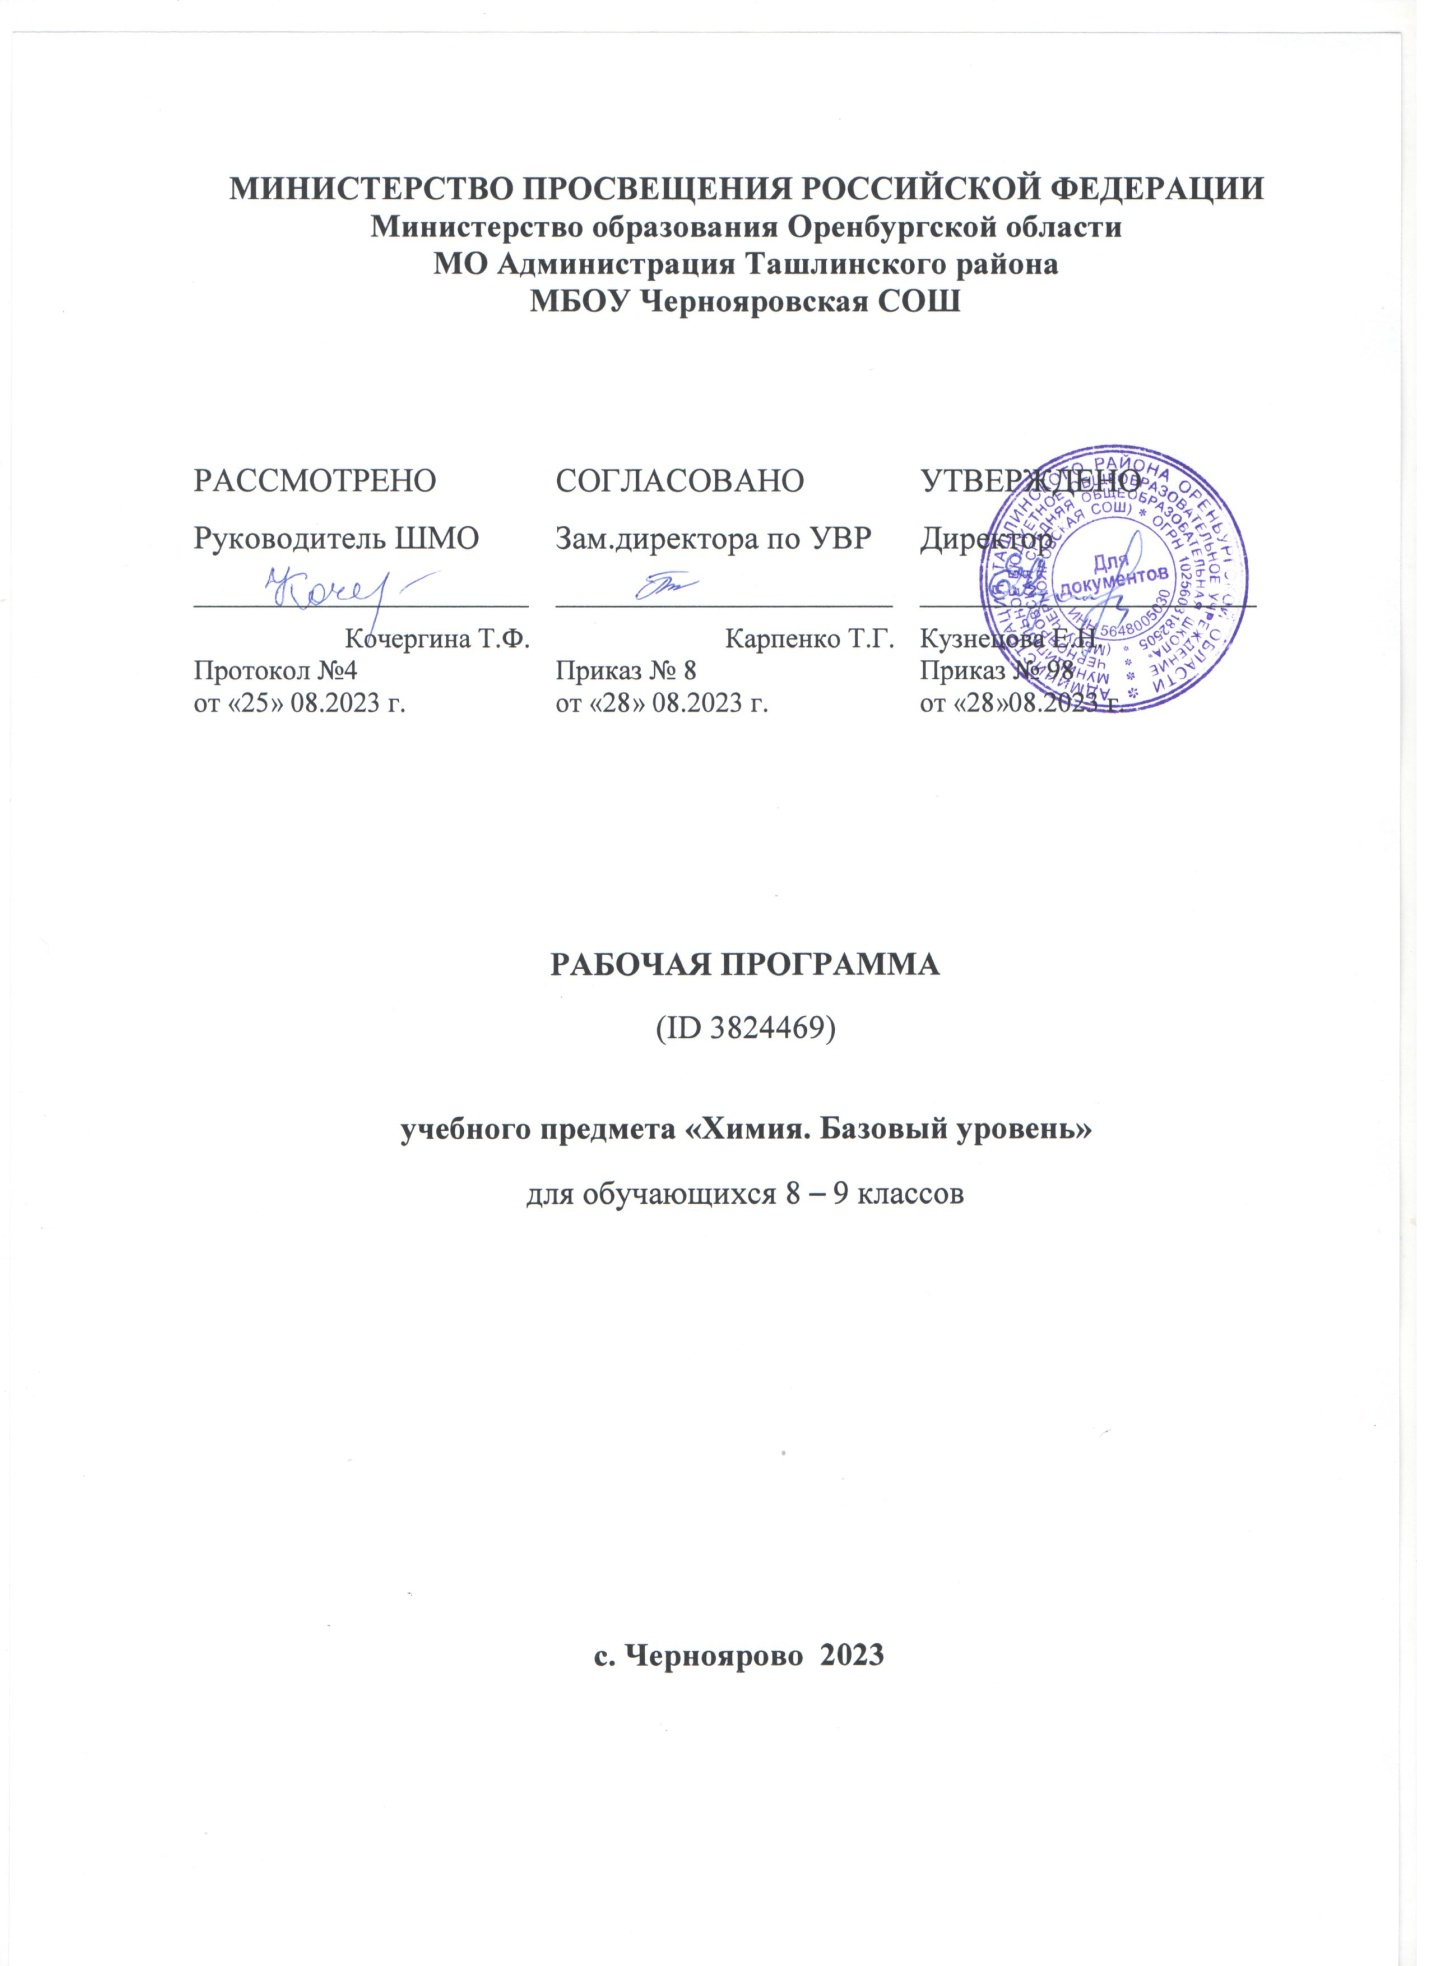 МИНИСТЕРСТВО ПРОСВЕЩЕНИЯ РОССИЙСКОЙ ФЕДЕРАЦИИ
Министерство образования Оренбургской области
МО Администрация Ташлинского района
МБОУ Чернояровская СОШ
РАССМОТРЕНО
Руководитель ШМО
Кочергина Т.Ф.
Протокол №4
от «25» 08.2023 г.
СОГЛАСОВАНО
Зам.директора по УВР
Карпенко Т.Г.
Приказ № 8
от «28» 08.2023 г.
УТВЕРЖДЕНО
Директор
Кузнецова Е.Н.
Приказ № 98
от «28»08.2023 г.
Для
документов
ИНН 5648005030
РАБОЧАЯ ПРОГРАММА
(ID 3824469)
учебного предмета «Химия. Базовый уровень»
для обучающихся 8 – 9 классов
с. Черноярово 2023